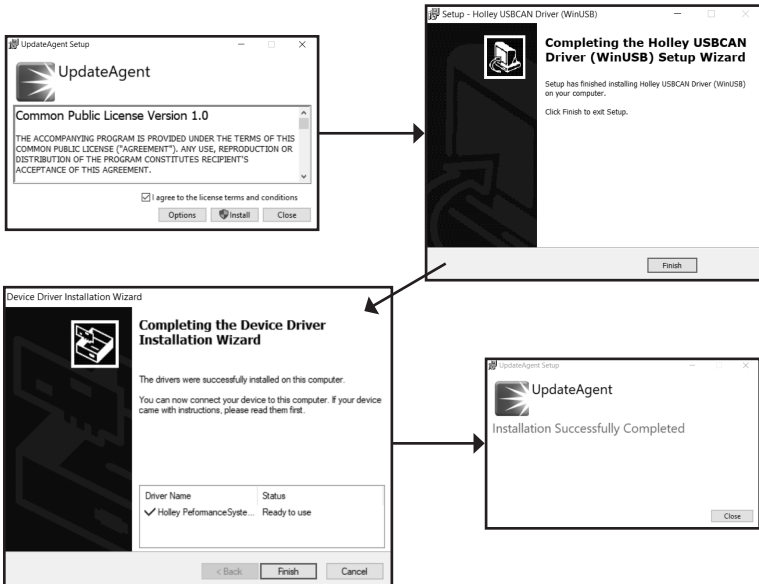 UpdateAgent Setup
UpdateAgent
Common Public License Version 1.0
THE ACCOMPANYING PROGRAM IS PROVIDED UNDER THE TERMS OF THIS
COMMON PUBLIC LICENSE ("AGREEMENT"). ANY USE, REPRODUCTION OR
DISTRIBUTION OF THE PROGRAM CONSTITUTES RECIPIENT'S
ACCEPTANCE OF THIS AGREEMENT.
I agree to the license terms and conditions
Options Install Close
Setup - Holley USBCAN Driver (WinUSB)
Completing the Holley USBCAN
Driver (WinUSB) Setup Wizard
Setup has finished installing Holley USBCAN Driver (WinUSB)
on your computer.
Click Finish to exit Setup.
Finish
Device Driver Installation Wizard
Completing the Device Driver
Installation Wizard
The drivers were successfully installed on this computer.
You can now connect your device to this computer. If your device
came with instructions, please read them first.
Driver Name Status
Holley PeformanceSyste... Ready to use
< Back Finish Cancel
UpdateAgent Setup
UpdateAgent
Installation Successfully Completed
Close